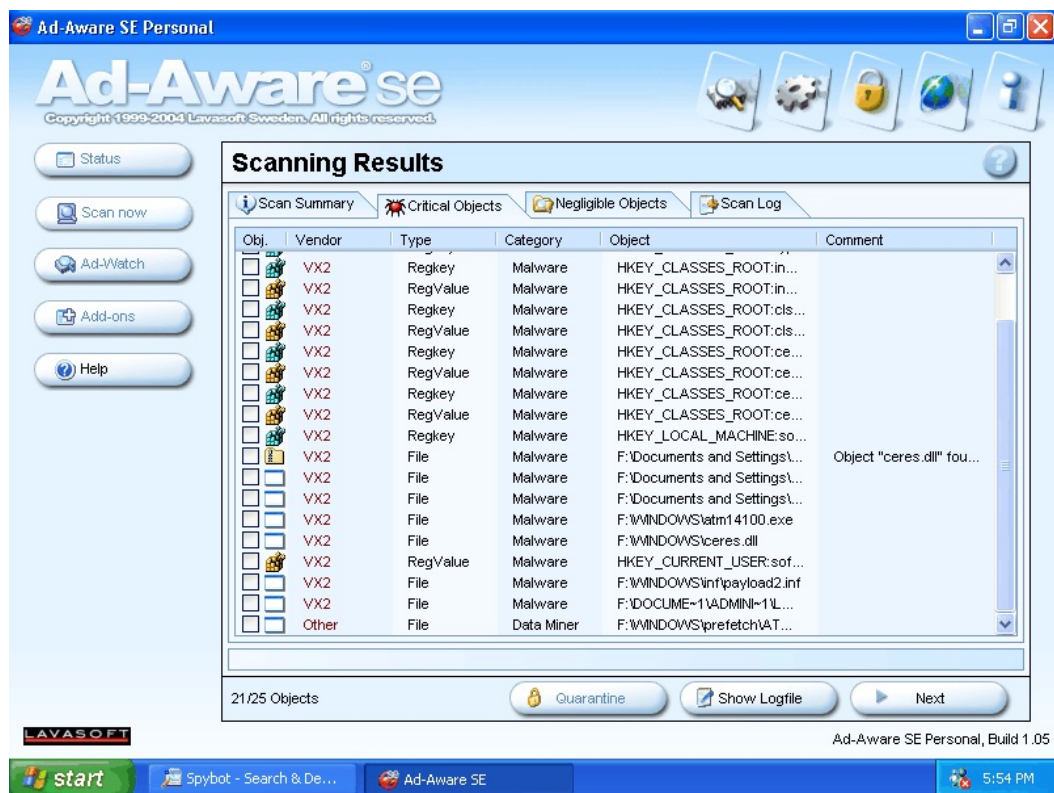 Ad-Aware SE Personal
Ad-Aware® se
Copyright 1999-2004 Lavasoft Sweden. All rights reserved.
Status
Scan now
Ad-Watch
Add-ons
Help
Scanning Results
Scan Summary Critical Objects Negligible Objects Scan Log
Obj. Vendor Type Category Object Comment
VX2 Regkey Malware HKEY_CLASSES_ROOT:in...
VX2 RegValue Malware HKEY_CLASSES_ROOT:in...
VX2 Regkey Malware HKEY_CLASSES_ROOT:cls...
VX2 RegValue Malware HKEY_CLASSES_ROOT:cls...
VX2 Regkey Malware HKEY_CLASSES_ROOT:ce...
VX2 RegValue Malware HKEY_CLASSES_ROOT:ce...
VX2 Regkey Malware HKEY_CLASSES_ROOT:ce...
VX2 RegValue Malware HKEY_CLASSES_ROOT:ce...
VX2 Regkey Malware HKEY_LOCAL_MACHINE:so...
VX2 File Malware F:\Documents and Settings\... Object "ceres.dll" fou...
VX2 File Malware F:\Documents and Settings\...
VX2 File Malware F:\Documents and Settings\...
VX2 File Malware F:\WINDOWS\atm14100.exe
VX2 File Malware F:\WINDOWS\ceres.dll
VX2 RegValue Malware HKEY_CURRENT_USER:sof...
VX2 File Malware F:\WINDOWS\inf\payload2.inf
VX2 File Malware F:\DOCUME~1\ADMINI~1\L...
Other File Data Miner F:\WINDOWS\prefetch\AT...
21/25 Objects
Quarantine Show Logfile Next
LAVASOFT
Ad-Aware SE Personal, Build 1.05
start Spybot - Search & De... Ad-Aware SE 5:54 PM